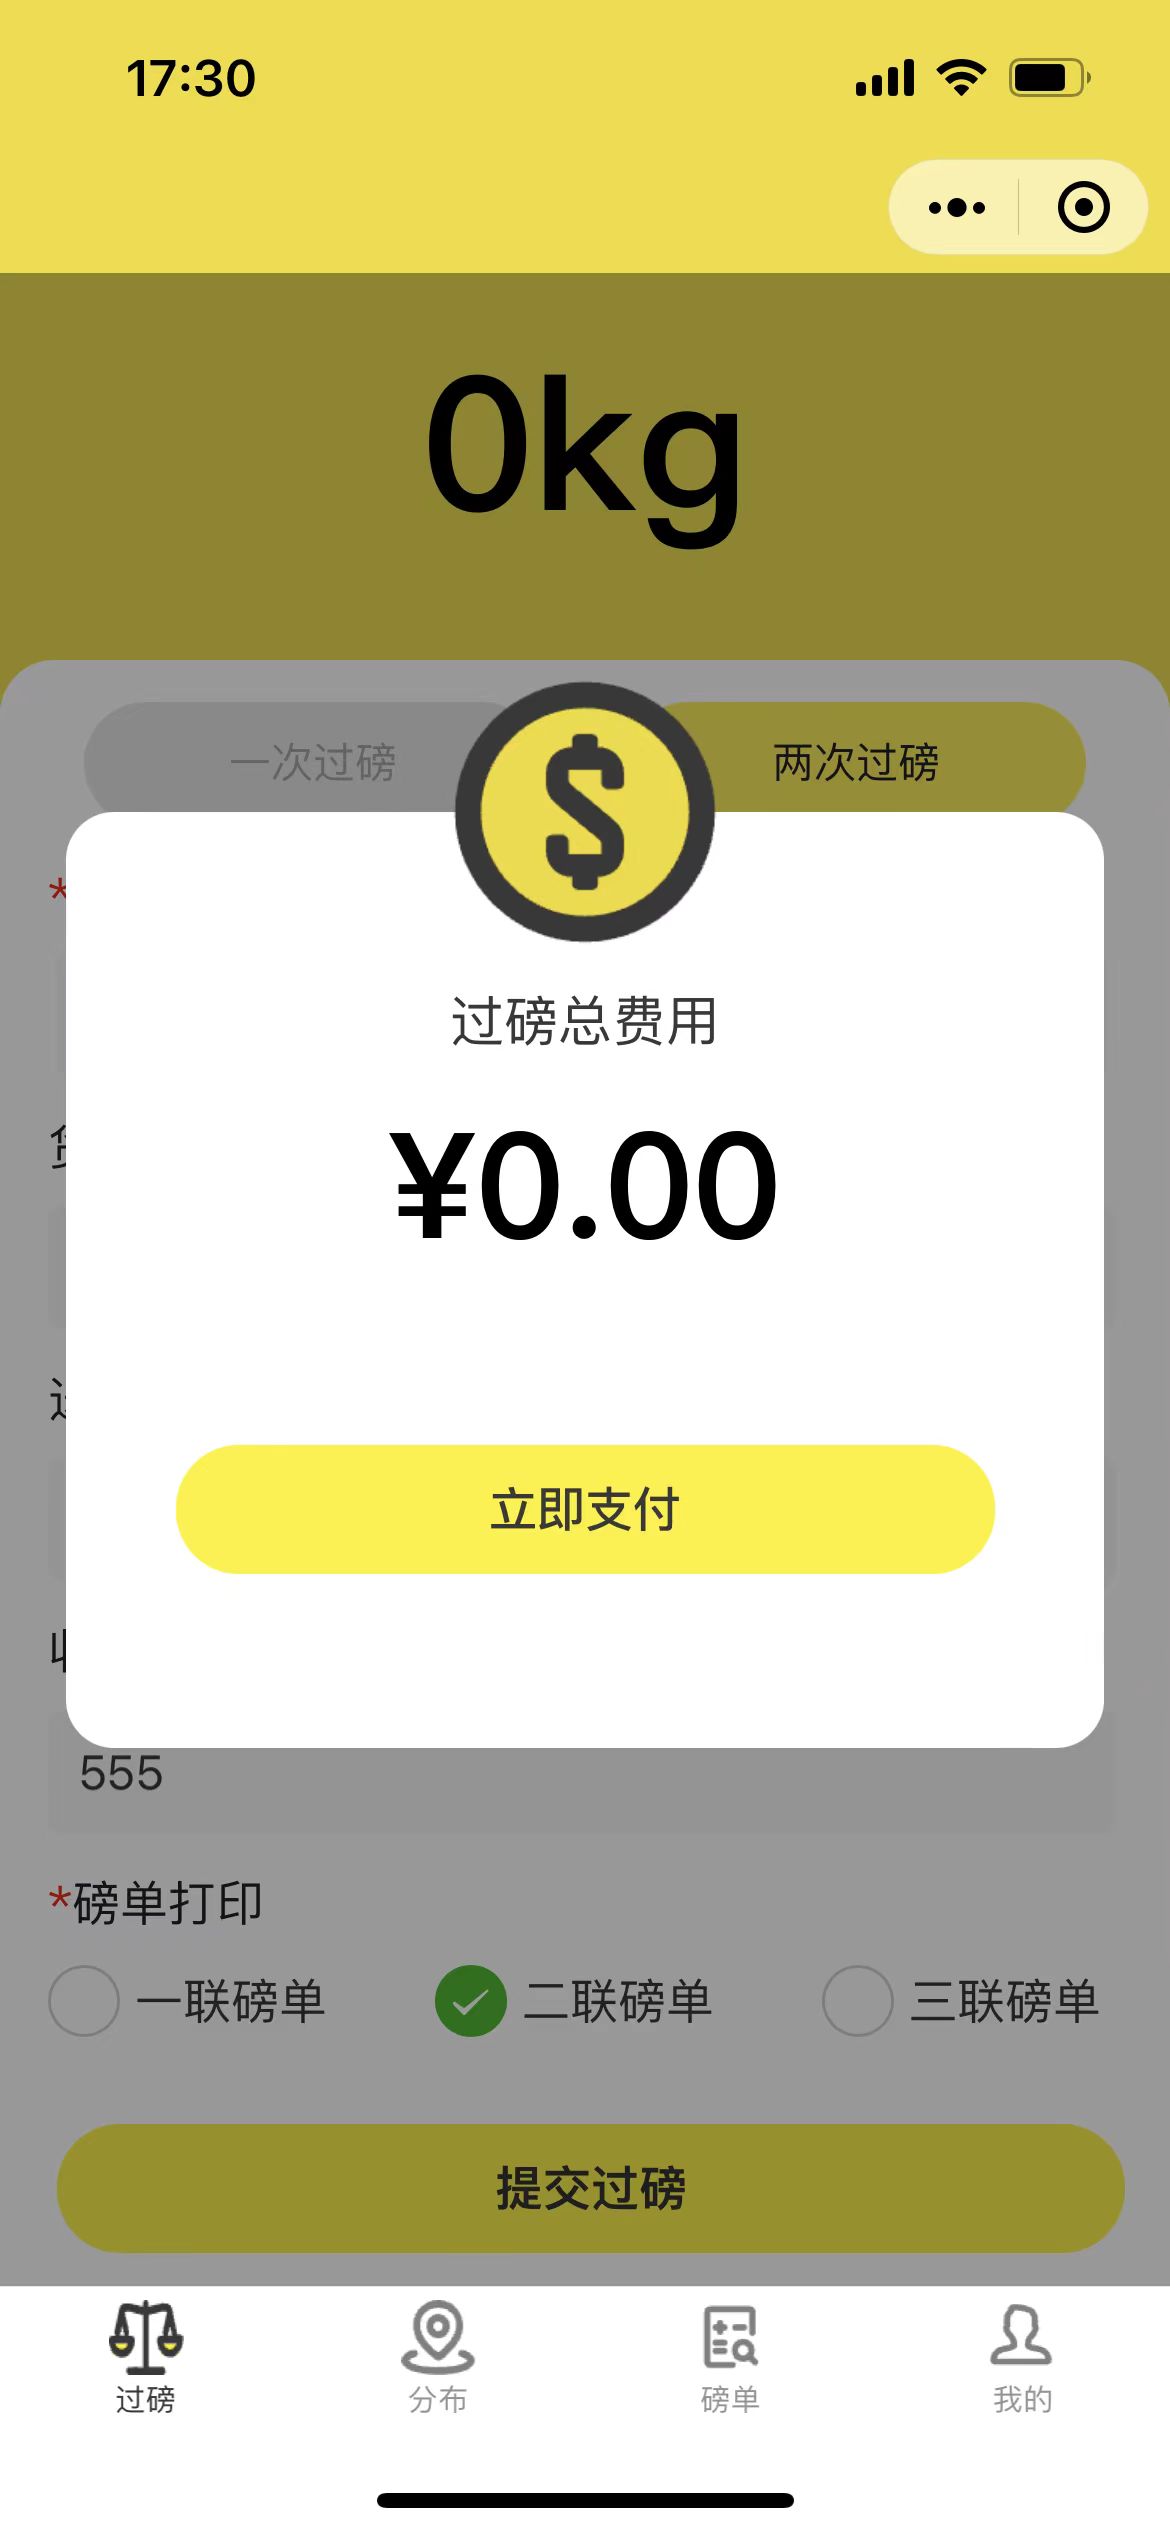 17:30
0kg
一次过磅
两次过磅
*
过磅总费用
¥0.00
立即支付
555
*磅单打印
一联磅单
二联磅单
三联磅单
提交过磅
过磅
分布
磅单
我的